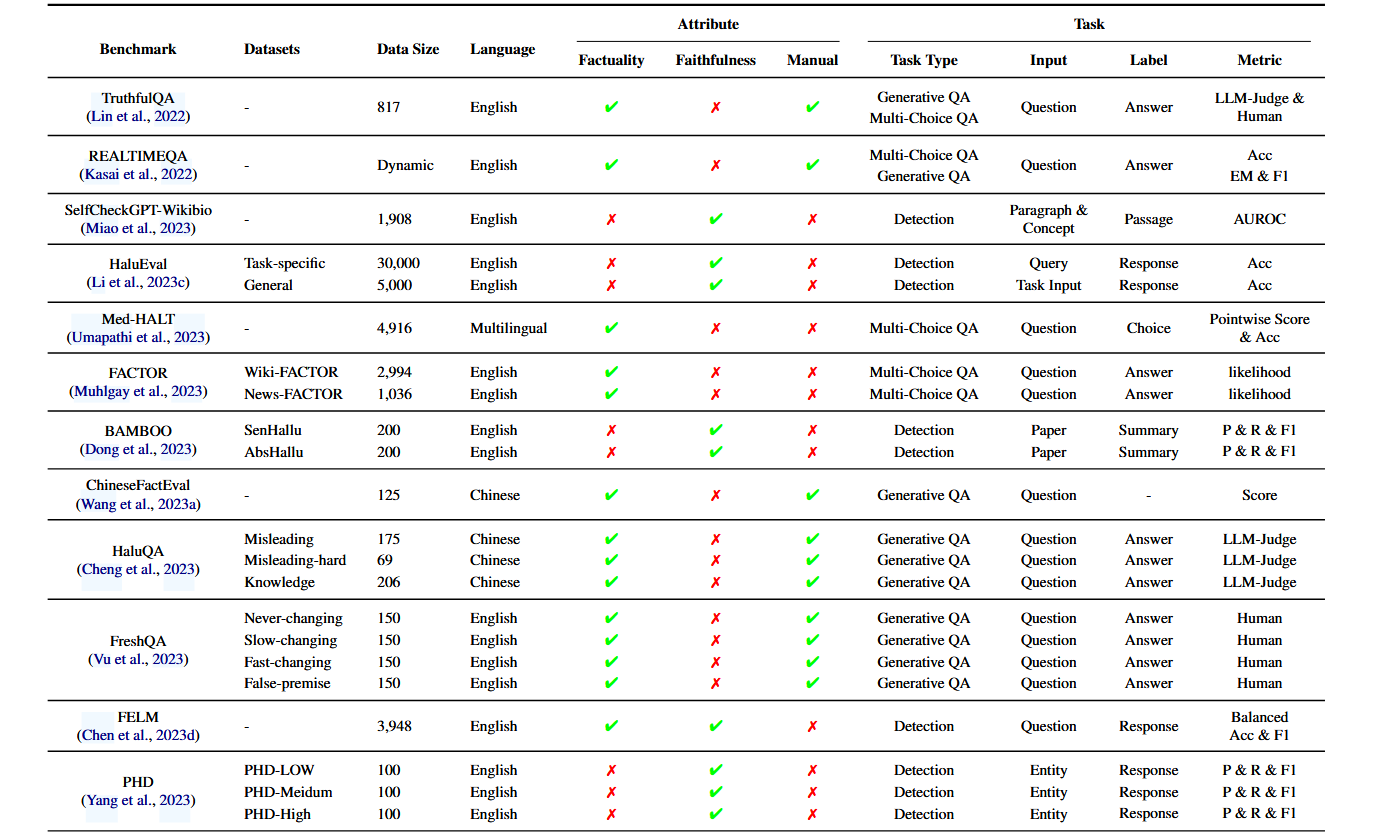 Attribute Task
Benchmark Datasets Data Size Language
Factuality Faithfulness Manual Task Type Input Label Metric
TruthfulQA
(Lin et al., 2022)
- 817 English ✔ ✗ ✔
Generative QA
Multi-Choice QA
Question Answer
LLM-Judge &
Human
REALTIMEQA
(Kasai et al., 2022)
- Dynamic English ✔ ✗ ✔
Multi-Choice QA
Generative QA
Question Answer
Acc
EM & F1
SelfCheckGPT-Wikibio
(Miao et al., 2023)
- 1,908 English ✗ ✔ ✗ Detection
Paragraph &
Concept
Passage AUROC
HaluEval
(Li et al., 2023c)
Task-specific 30,000 English ✗ ✔ ✗ Detection Query Response Acc
General 5,000 English ✗ ✔ ✗ Detection Task Input Response Acc
Med-HALT
(Umapathi et al., 2023)
- 4,916 Multilingual ✔ ✗ ✗ Multi-Choice QA Question Choice
Pointwise Score
& Acc
FACTOR
(Muhlgay et al., 2023)
Wiki-FACTOR 2,994 English ✔ ✗ ✗ Multi-Choice QA Question Answer likelihood
News-FACTOR 1,036 English ✔ ✗ ✗ Multi-Choice QA Question Answer likelihood
BAMBOO
(Dong et al., 2023)
SenHallu 200 English ✗ ✔ ✗ Detection Paper Summary P & R & F1
AbsHallu 200 English ✗ ✔ ✗ Detection Paper Summary P & R & F1
ChineseFactEval
(Wang et al., 2023a)
- 125 Chinese ✔ ✗ ✔ Generative QA Question - Score
HaluQA
(Cheng et al., 2023)
Misleading 175 Chinese ✔ ✗ ✔ Generative QA Question Answer LLM-Judge
Misleading-hard 69 Chinese ✔ ✗ ✔ Generative QA Question Answer LLM-Judge
Knowledge 206 Chinese ✔ ✗ ✔ Generative QA Question Answer LLM-Judge
FreshQA
(Vu et al., 2023)
Never-changing 150 English ✔ ✗ ✔ Generative QA Question Answer Human
Slow-changing 150 English ✔ ✗ ✔ Generative QA Question Answer Human
Fast-changing 150 English ✔ ✗ ✔ Generative QA Question Answer Human
False-premise 150 English ✔ ✗ ✔ Generative QA Question Answer Human
FELM
(Chen et al., 2023d)
- 3,948 English ✔ ✔ ✗ Detection Question Response
Balanced
Acc & F1
PHD
(Yang et al., 2023)
PHD-LOW 100 English ✗ ✔ ✗ Detection Entity Response P & R & F1
PHD-Meidum 100 English ✗ ✔ ✗ Detection Entity Response P & R & F1
PHD-High 100 English ✗ ✔ ✗ Detection Entity Response P & R & F1